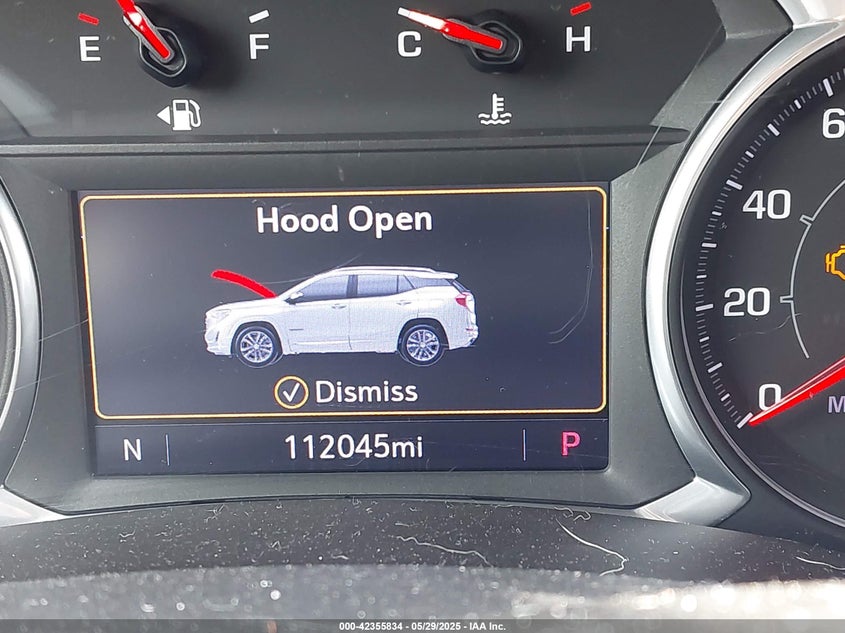 E F C H
60
40
20
0
Hood Open
Dismiss
N 112045mi P
000-42355834 - 05/29/2025 - IAA Inc.